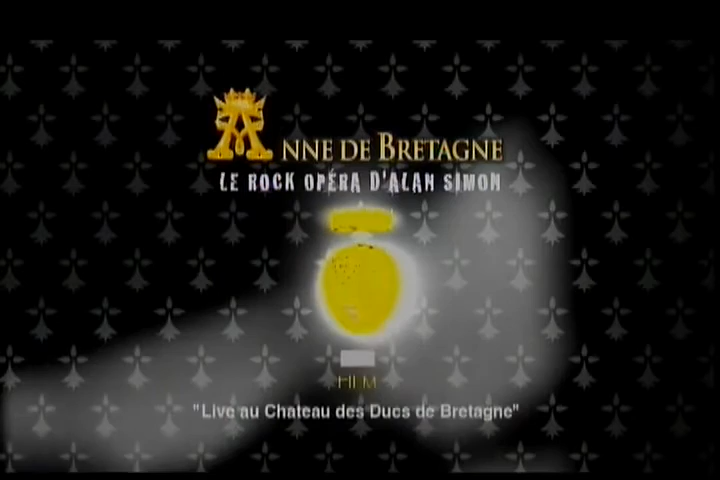 ANNE DE BRETAGNE
LE ROCK OPÉRA D'ALAN SIMON
FILM
"Live au Chateau des Ducs de Bretagne"